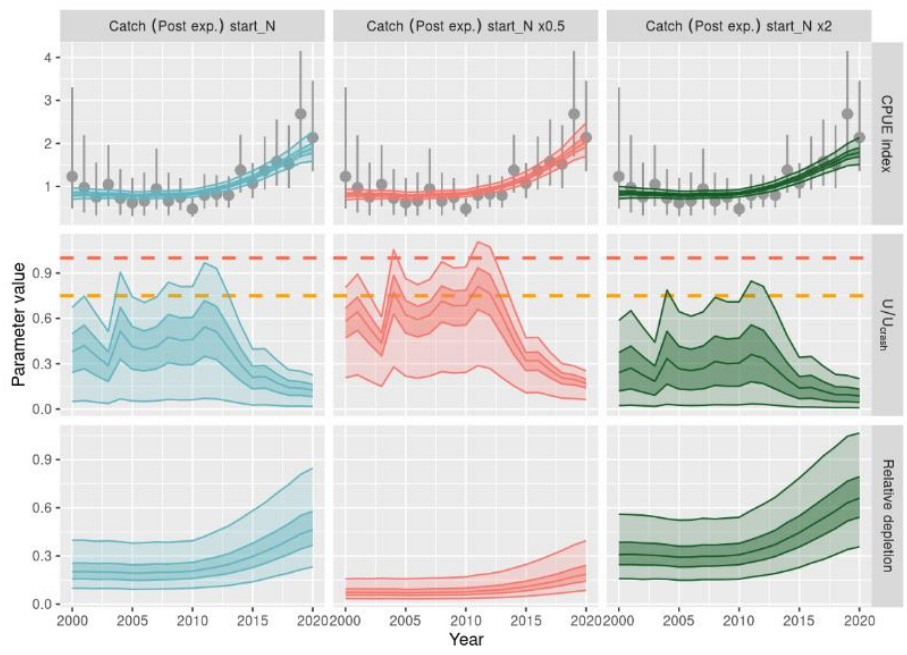 Catch (Post exp.) start_N
Catch (Post exp.) start_N x0.5
Catch (Post exp.) start_N x2
4
3
2
1
CPUE index
Parameter value
0.9
0.6
0.3
0.0
U/Ucrash
0.9
0.6
0.3
0.0
Relative depletion
2000 2005 2010 2015 2020
2000 2005 2010 2015 2020
2000 2005 2010 2015 2020
Year